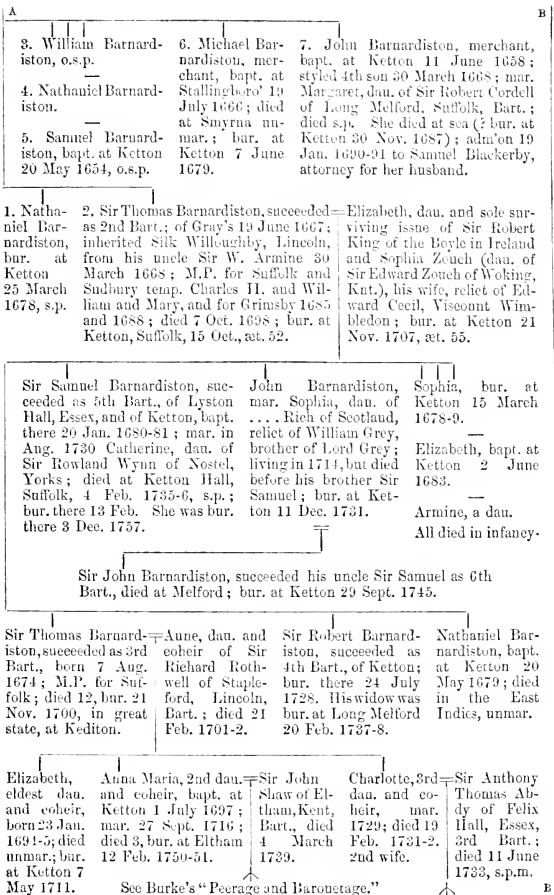 A
B
3. William Barnard-
iston, o.s.p.
4. Nathaniel Barnard-
iston.
5. Samuel Barnard-
iston, bapt. at Ketton
20 May 1654, o.s.p.
6. Michael Bar-
nardiston, mer-
chant, bapt. at
Stallingboro' 19
July 1666; died
at Smyrna un-
mar.; bur. at
Ketton 7 June
1679.
7. John Barnardiston, merchant,
bapt. at Ketton 11 June 1658;
styled 4th son 30 March 1668; mar.
Margaret, dau. of Sir Robert Cordell
of Long Melford, Suffolk, Bart.;
died s.p. She died at sea (? bur. at
Ketton 30 Nov. 1687); adm'on 19
Jan. 1690-91 to Samuel Blackerby,
attorney for her husband.
1. Natha-
niel Bar-
nardiston,
bur. at
Ketton
25 March
1678, s.p.
2. Sir Thomas Barnardiston, succeeded
as 2nd Bart.; of Gray's 19 June 1667;
inherited Silk Willoughby, Lincoln,
from his uncle Sir W. Armine 30
March 1668; M.P. for Suffolk and
Sudbury temp. Charles II. and Wil-
liam and Mary, and for Grimsby 1685
and 1688; died 7 Oct. 1698; bur. at
Ketton, Suffolk, 15 Oct., æt. 52.
Elizabeth, dau. and sole sur-
viving issue of Sir Robert
King of the Boyle in Ireland
and Sophia Zouch (dau. of
Sir Edward Zouch of Woking,
Knt.), his wife, relict of Ed-
ward Cecil, Viscount Wim-
bledon; bur. at Ketton 21
Nov. 1707, æt. 55.
Sir Samuel Barnardiston, suc-
ceeded as 5th Bart., of Lyston
Hall, Essex, and of Ketton, bapt.
there 20 Jan. 1680-81; mar. in
Aug. 1730 Catherine, dau. of
Sir Rowland Wynn of Nostel,
Yorks; died at Ketton Hall,
Suffolk, 4 Feb. 1735-6, s.p.;
bur. there 13 Feb. She was bur.
there 3 Dec. 1757.
John Barnardiston,
mar. Sophia, dau. of
.... Rich of Scotland,
relict of William Grey,
brother of Lord Grey;
living in 1714, but died
before his brother Sir
Samuel; bur. at Ket-
ton 11 Dec. 1731.
Sophia, bur. at
Ketton 15 March
1678-9.
Elizabeth, bapt. at
Ketton 2 June
1683.
Armine, a dau.
All died in infancy.
Sir John Barnardiston, succeeded his uncle Sir Samuel as 6th
Bart., died at Melford; bur. at Ketton 29 Sept. 1745.
Sir Thomas Barnard-
iston, succeeded as 3rd
Bart., born 7 Aug.
1674; M.P. for Suf-
folk; died 12, bur. 21
Nov. 1700, in great
state, at Kediton.
Anne, dau. and
coheir of Sir
Richard Roth-
well of Staple-
ford, Lincoln,
Bart.; died 21
Feb. 1701-2.
Sir Robert Barnard-
iston, succeeded as
4th Bart., of Ketton;
bur. there 24 July
1728. His widow was
bur. at Long Melford
20 Feb. 1737-8.
Nathaniel Bar-
nardiston, bapt.
at Ketton 20
May 1679; died
in the East
Indies, unmar.
Elizabeth,
eldest dau.
and coheir,
born 23 Jan.
1694-5; died
unmar.; bur.
at Ketton 7
May 1711.
Anna Maria, 2nd dau.
and coheir, bapt. at
Ketton 1 July 1697;
mar. 27 Sept. 1716;
died 3, bur. at Eltham
12 Feb. 1750-51.
Sir John
Shaw of El-
tham, Kent,
Bart., died
4 March
1739.
Charlotte, 3rd
dau. and co-
heir, mar.
1729; died 19
Feb. 1731-2.
2nd wife.
Sir Anthony
Thomas Ab-
dy of Felix
Hall, Essex,
3rd Bart.;
died 11 June
1733, s.p.m.
See Burke's "Peerage and Baronetage."
B